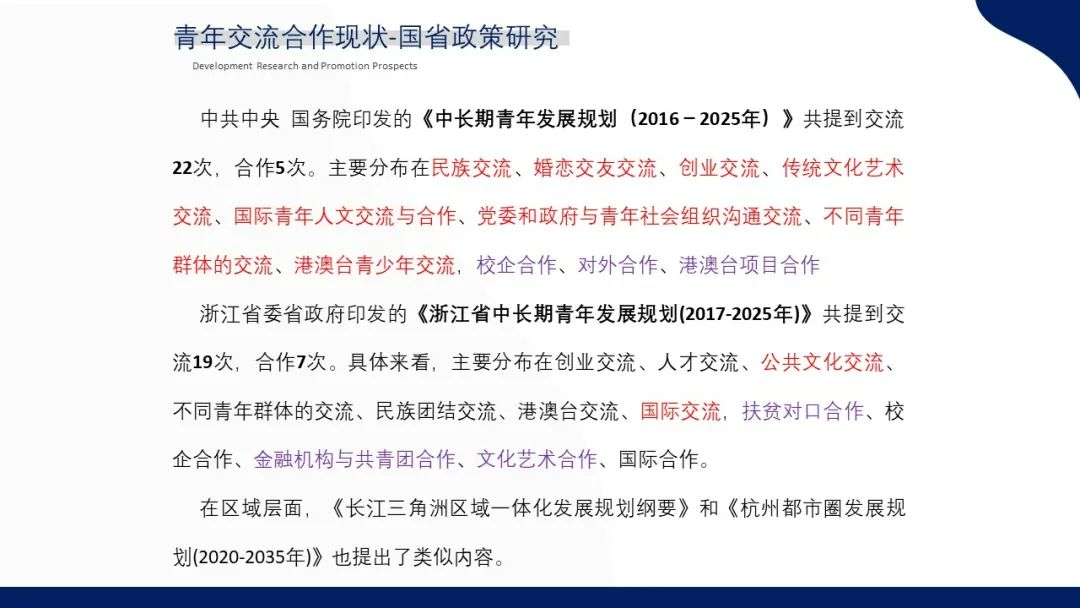 青年交流合作现状-国省政策研究
Development Research and Promotion Prospects
中共中央 国务院印发的《中长期青年发展规划（2016－2025年）》共提到交流
22次，合作5次。主要分布在民族交流、婚恋交友交流、创业交流、传统文化艺术
交流、国际青年人文交流与合作、党委和政府与青年社会组织沟通交流、不同青年
群体的交流、港澳台青少年交流，校企合作、对外合作、港澳台项目合作
浙江省委省政府印发的《浙江省中长期青年发展规划(2017-2025年)》共提到交
流19次，合作7次。具体来看，主要分布在创业交流、人才交流、公共文化交流、
不同青年群体的交流、民族团结交流、港澳台交流、国际交流，扶贫对口合作、校
企合作、金融机构与共青团合作、文化艺术合作、国际合作。
在区域层面，《长江三角洲区域一体化发展规划纲要》和《杭州都市圈发展规
划(2020-2035年)》也提出了类似内容。